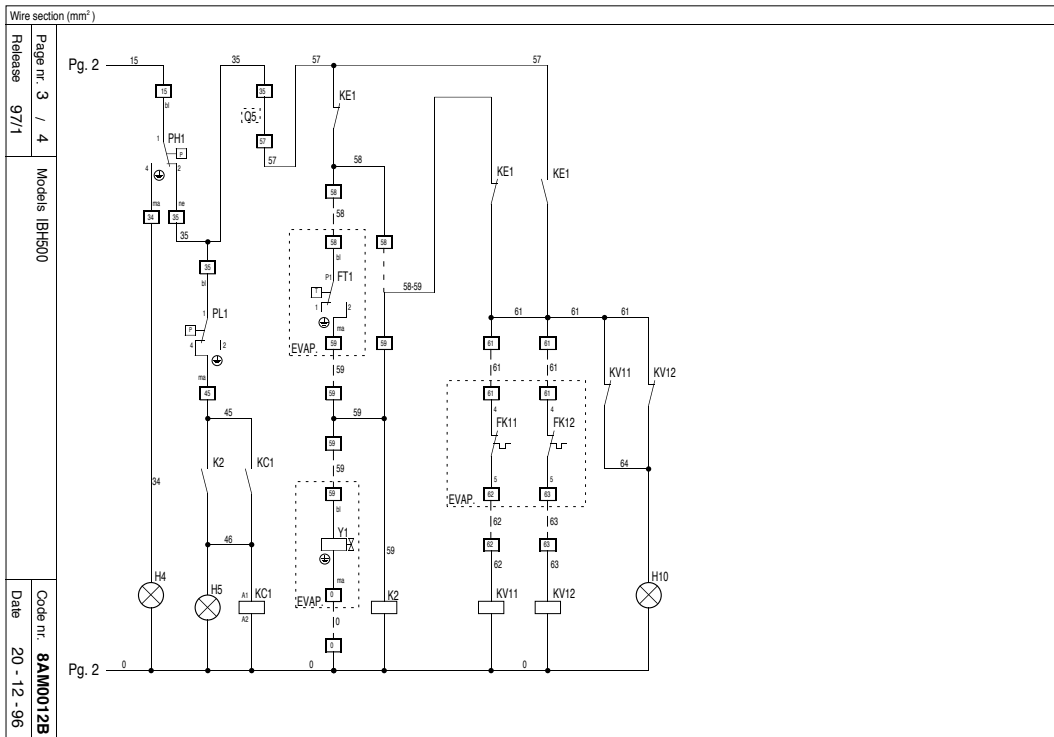 Wire section (mm²)
Page nr. 3 / 4
Release 97/1
Models IBH500
Code nr. 8AM0012B
Date 20 - 12 - 96
Pg. 2 15 35 57 57
15 35 KE1
bl Q5
1 PH1 57
P 57 58
4 2 KE1 KE1
58
ma ne 58
34 35
35 58 58
35 bl
bl P1 FT1 58-59
T
1 PL1 1 2 61 61 61
P ma
4 2 EVAP. 59 59 61 61
59 61 61 KV11 KV12
ma
45 59 61 61
45 59 4 4
FK11 FK12
59
K2 KC1 59 64
34 59 5 5
bl EVAP. 62 63
62 63
46 Y1 59 62 63
62 63
H4 H5 A1 KC1 ma K2 KV11 KV12 H10
A2 EVAP. 0
0
0
Pg. 2 0 0 0